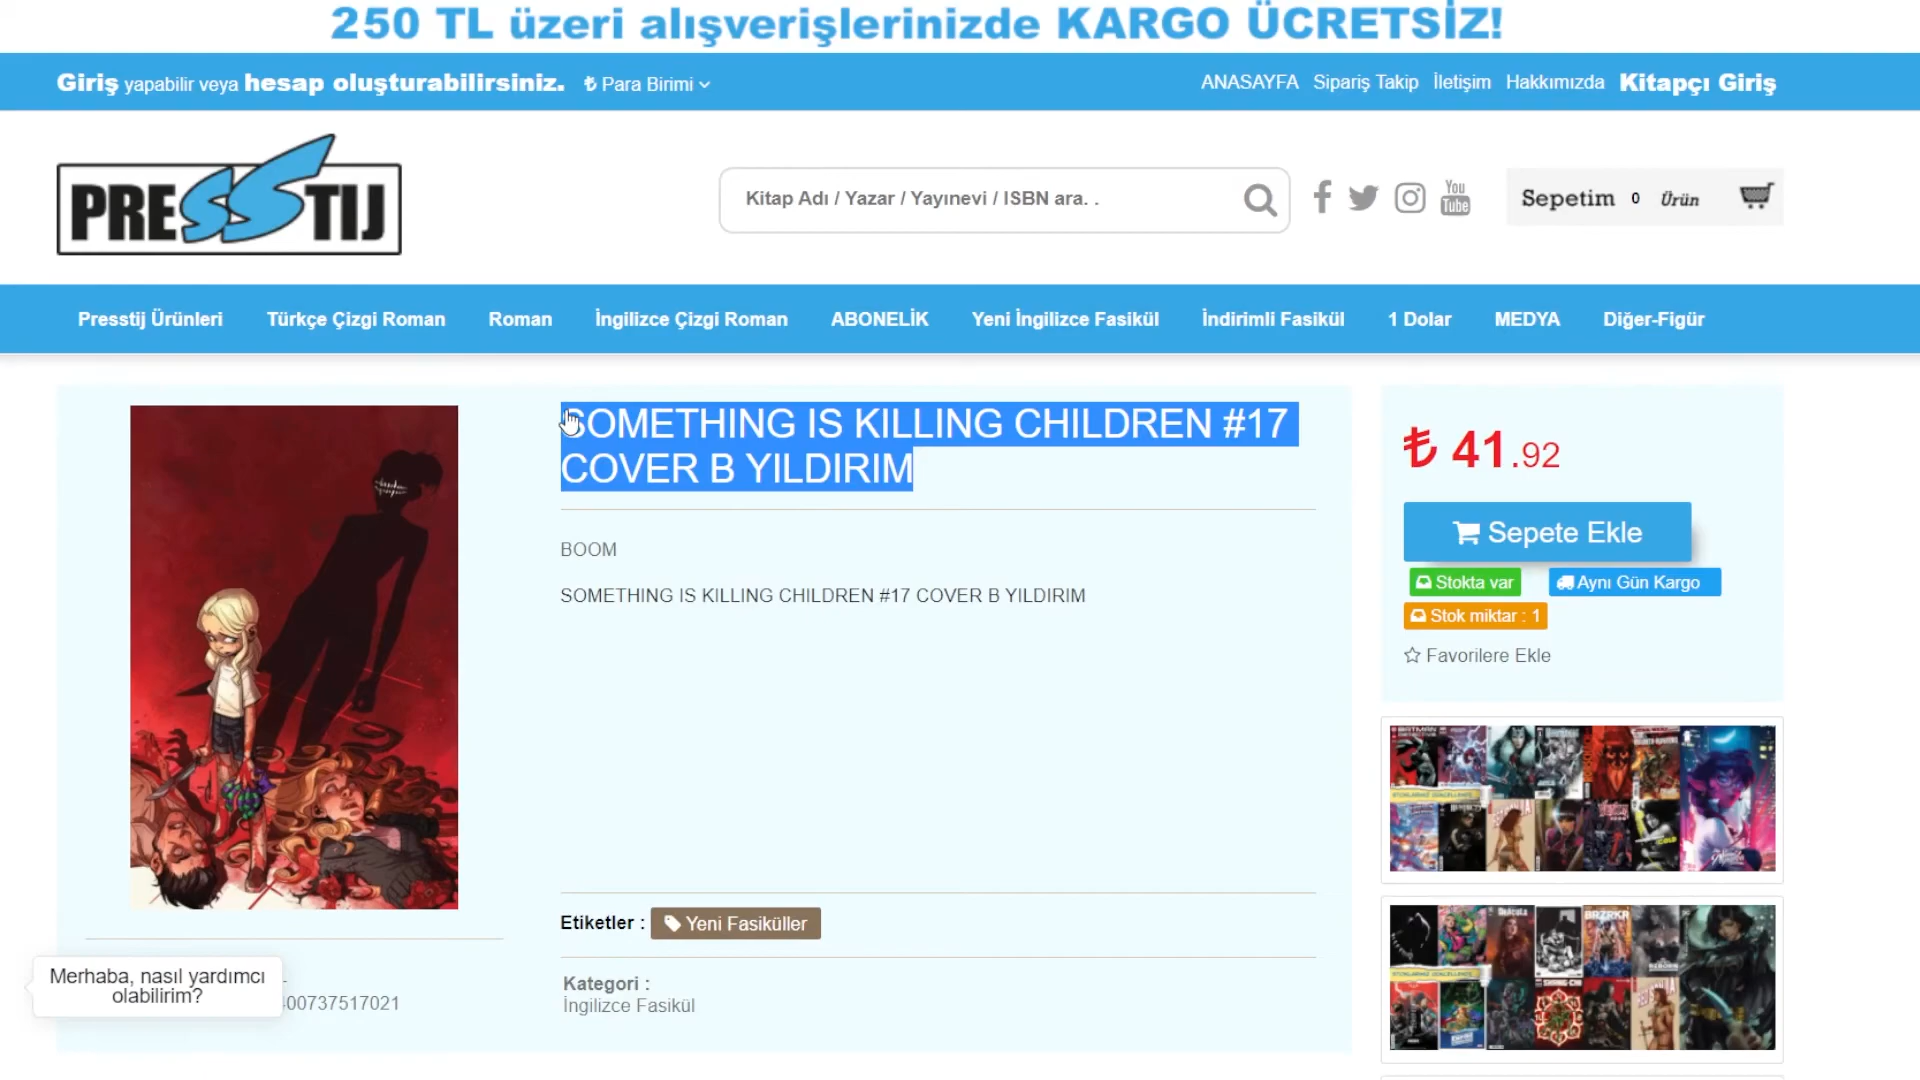 250 TL üzeri alışverişlerinizde KARGO ÜCRETSİZ!
Giriş yapabilir veya hesap oluşturabilirsiniz. ₺ Para Birimi
ANASAYFA Sipariş Takip İletişim Hakkımızda Kitapçı Giriş
PRESSTIJ
Kitap Adı / Yazar / Yayınevi / ISBN ara. .
You
Tube
Sepetim 0 Ürün
Presstij Ürünleri Türkçe Çizgi Roman Roman İngilizce Çizgi Roman ABONELİK Yeni İngilizce Fasikül İndirimli Fasikül 1 Dolar MEDYA Diğer-Figür
SOMETHING IS KILLING CHILDREN #17
COVER B YILDIRIM
BOOM
SOMETHING IS KILLING CHILDREN #17 COVER B YILDIRIM
₺ 41.92
Sepete Ekle
Stokta var
Aynı Gün Kargo
Stok miktar : 1
Favorilere Ekle
BRZRKR
Etiketler : Yeni Fasiküller
Kategori :
İngilizce Fasikül
Merhaba, nasıl yardımcı
olabilirim?
00737517021